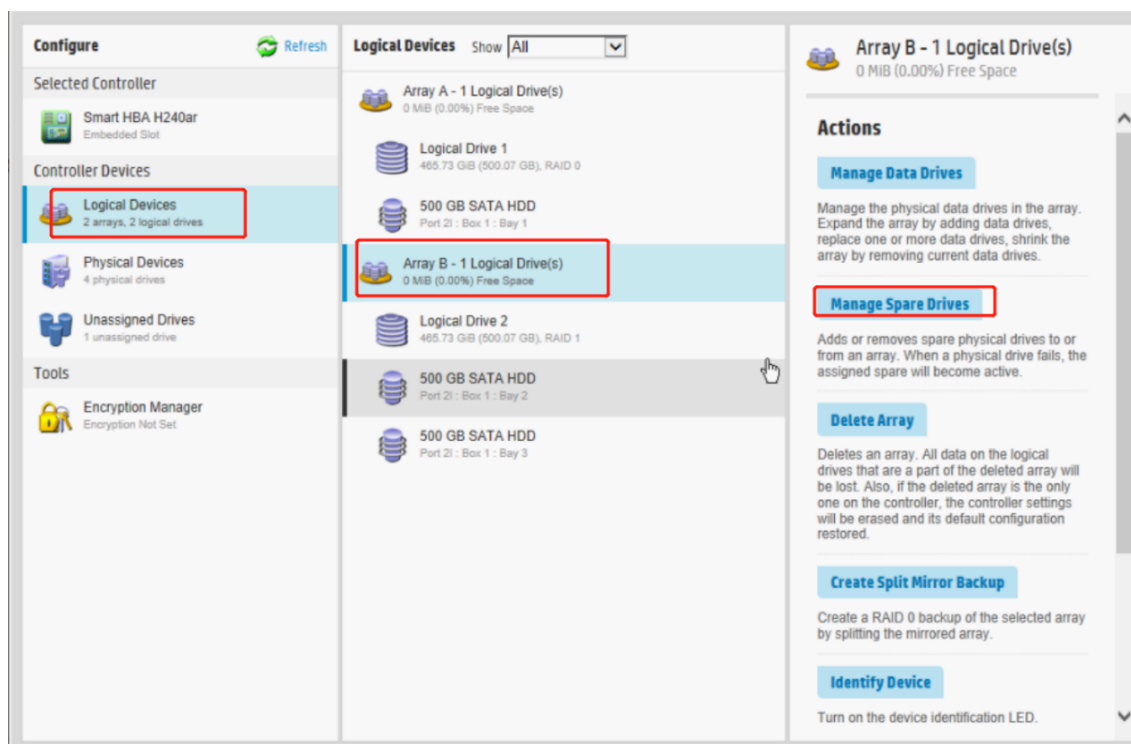 Configure
Refresh
Selected Controller
Smart HBA H240ar
Embedded Slot
Controller Devices
Logical Devices
2 arrays, 2 logical drives
Physical Devices
4 physical drives
Unassigned Drives
1 unassigned drive
Tools
Encryption Manager
Encryption Not Set
Logical Devices Show All
Array A - 1 Logical Drive(s)
0 MiB (0.00%) Free Space
Logical Drive 1
465.73 GiB (500.07 GB), RAID 0
500 GB SATA HDD
Port 2I : Box 1 : Bay 1
Array B - 1 Logical Drive(s)
0 MiB (0.00%) Free Space
Logical Drive 2
465.73 GiB (500.07 GB), RAID 1
500 GB SATA HDD
Port 2I : Box 1 : Bay 2
500 GB SATA HDD
Port 2I : Box 1 : Bay 3
Array B - 1 Logical Drive(s)
0 MiB (0.00%) Free Space
Actions
Manage Data Drives
Manage the physical data drives in the array.
Expand the array by adding data drives,
replace one or more data drives, shrink the
array by removing current data drives.
Manage Spare Drives
Adds or removes spare physical drives to or
from an array. When a physical drive fails, the
assigned spare will become active.
Delete Array
Deletes an array. All data on the logical
drives that are a part of the deleted array will
be lost. Also, if the deleted array is the only
one on the controller, the controller settings
will be erased and its default configuration
restored.
Create Split Mirror Backup
Create a RAID 0 backup of the selected array
by splitting the mirrored array.
Identify Device
Turn on the device identification LED.